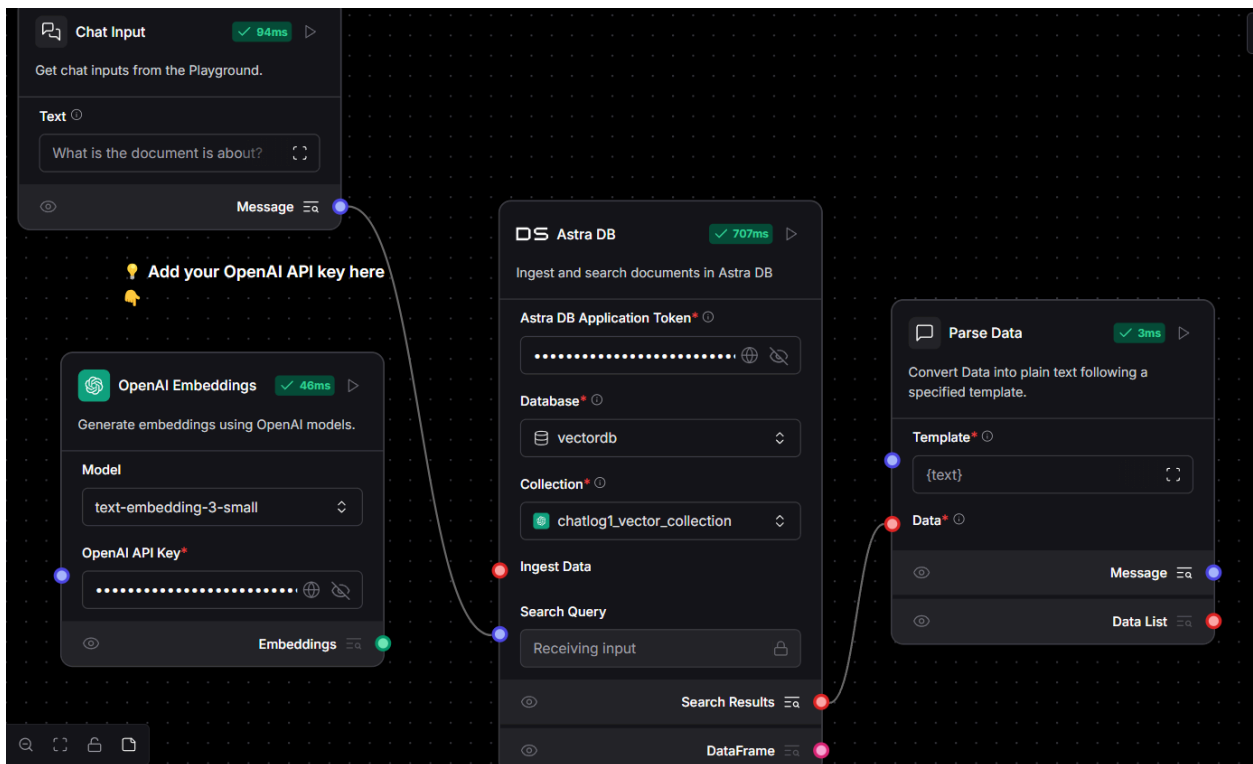 Chat Input
94ms
Get chat inputs from the Playground.
Text
What is the document is about?
Message
💡 Add your OpenAI API key here
👇
OpenAI Embeddings
46ms
Generate embeddings using OpenAI models.
Model
text-embedding-3-small
OpenAI API Key*
••••••••••••••••••••••••••
Embeddings
DS Astra DB
707ms
Ingest and search documents in Astra DB
Astra DB Application Token*
••••••••••••••••••••••••••
Database*
vectordb
Collection*
chatlog1_vector_collection
Ingest Data
Search Query
Receiving input
Search Results
DataFrame
Parse Data
3ms
Convert Data into plain text following a
specified template.
Template*
{text}
Data*
Message
Data List